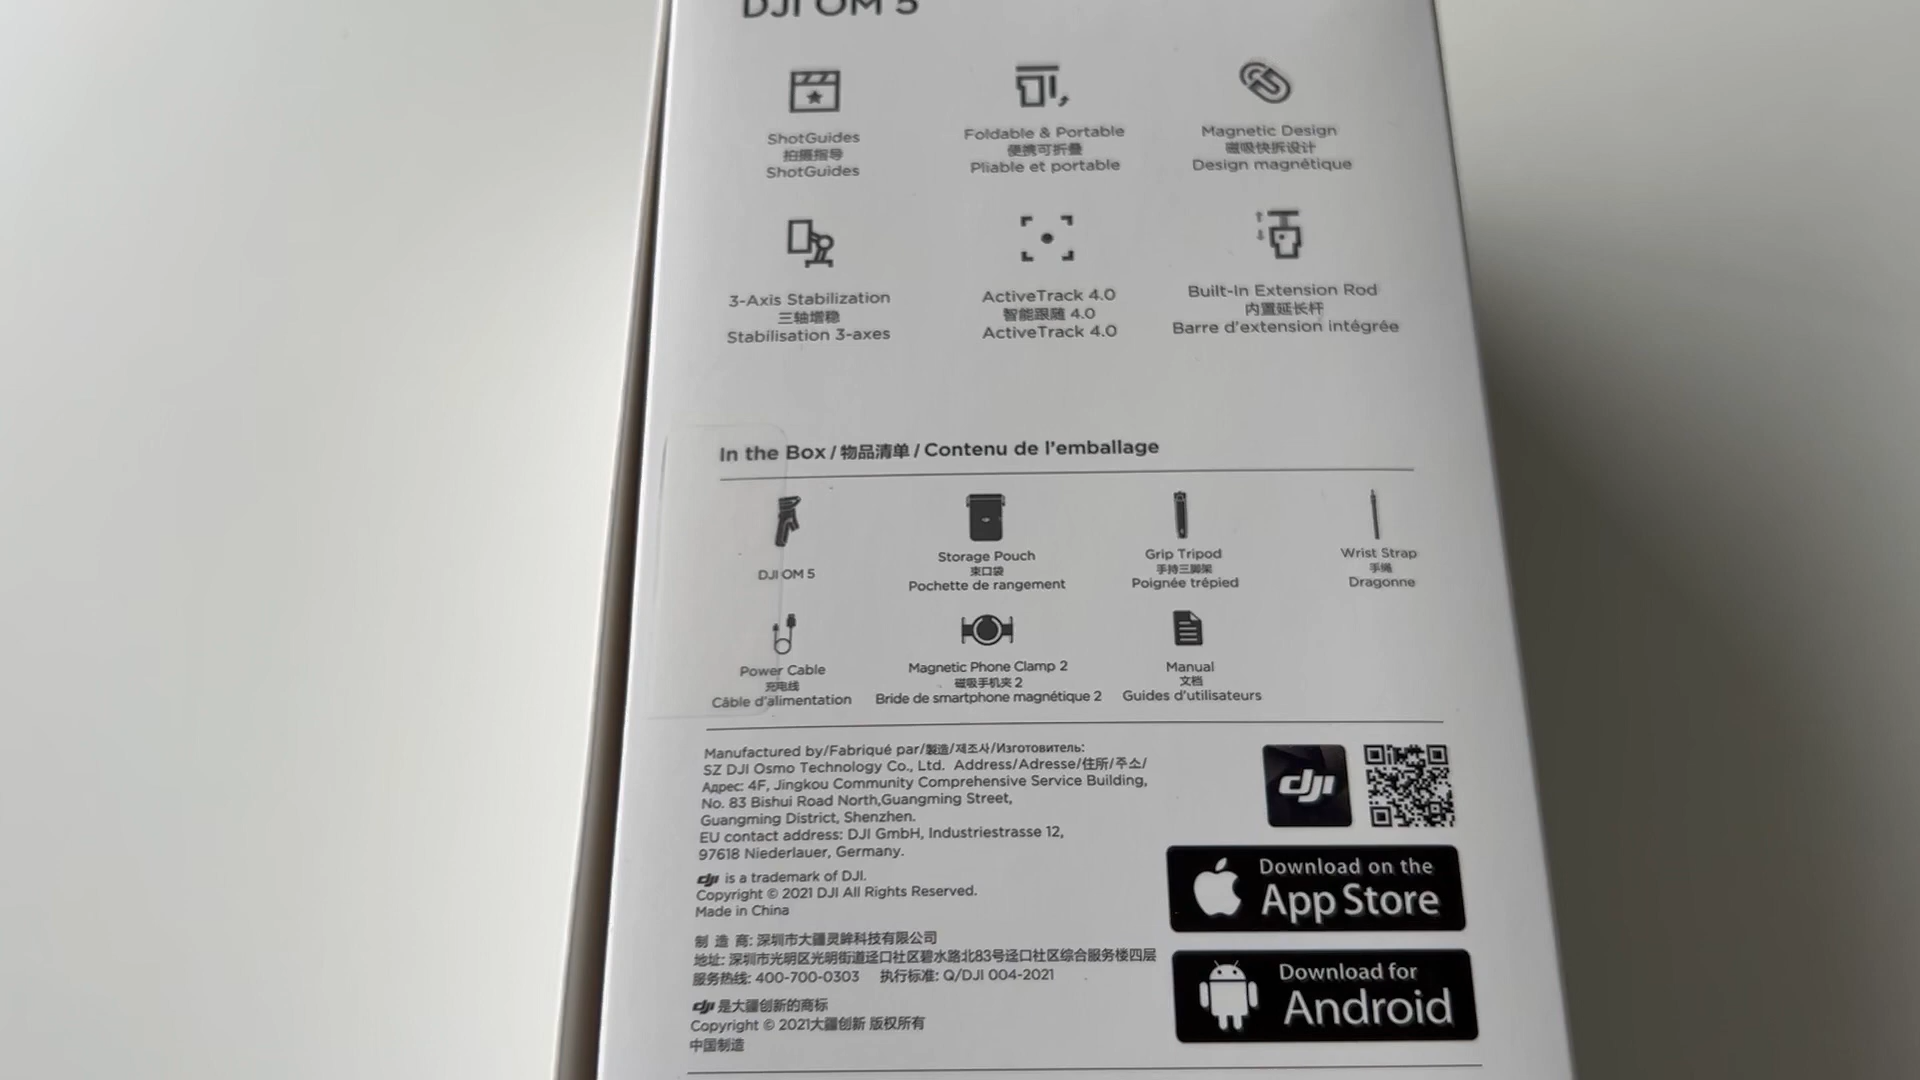 DJI OM 5
ShotGuides
拍摄指导
ShotGuides
Foldable & Portable
便携可折叠
Pliable et portable
Magnetic Design
磁吸快拆设计
Design magnétique
3-Axis Stabilization
三轴增稳
Stabilisation 3-axes
ActiveTrack 4.0
智能跟随 4.0
ActiveTrack 4.0
Built-In Extension Rod
内置延长杆
Barre d'extension intégrée
In the Box / 物品清单 / Contenu de l'emballage
DJI OM 5
Storage Pouch
束口袋
Pochette de rangement
Grip Tripod
手持三脚架
Poignée trépied
Wrist Strap
手绳
Dragonne
Power Cable
充电线
Câble d'alimentation
Magnetic Phone Clamp 2
磁吸手机夹 2
Bride de smartphone magnétique 2
Manual
文档
Guides d'utilisateurs
Manufactured by/Fabriqué par/製造/제조사/Изготовитель:
SZ DJI Osmo Technology Co., Ltd. Address/Adresse/住所/주소/
Адрес: 4F, Jingkou Community Comprehensive Service Building,
No. 83 Bishui Road North,Guangming Street,
Guangming District, Shenzhen.
EU contact address: DJI GmbH, Industriestrasse 12,
97618 Niederlauer, Germany.
dji is a trademark of DJI.
Copyright © 2021 DJI All Rights Reserved.
Made in China
制 造 商: 深圳市大疆灵眸科技有限公司
地址: 深圳市光明区光明街道迳口社区碧水路北83号迳口社区综合服务楼四层
服务热线: 400-700-0303 执行标准: Q/DJI 004-2021
dji 是大疆创新的商标
Copyright © 2021大疆创新 版权所有
中国制造
dji
Download on the
App Store
Download for
Android